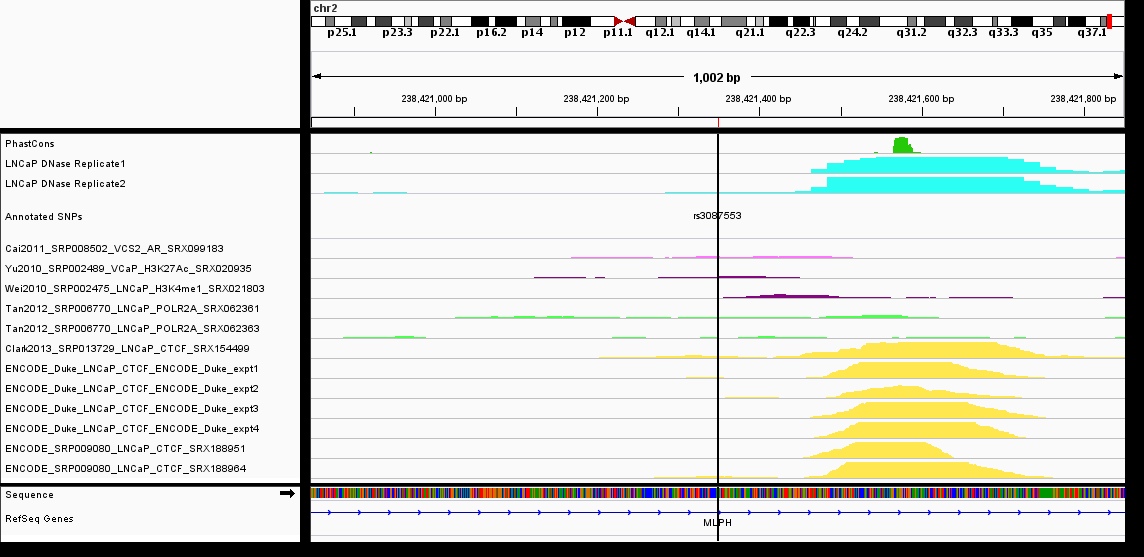 chr2
p25.1 p23.3 p22.1 p16.2 p14 p12 p11.1 q12.1 q14.1 q21.1 q22.3 q24.2 q31.2 q32.3 q33.3 q35 q37.1
1,002 bp
238,421,000 bp 238,421,200 bp 238,421,400 bp 238,421,600 bp 238,421,800 bp
PhastCons
LNCaP DNase Replicate1
LNCaP DNase Replicate2
Annotated SNPs
rs3087553
Cai2011_SRP008502_VCS2_AR_SRX099183
Yu2010_SRP002489_VCaP_H3K27Ac_SRX020935
Wei2010_SRP002475_LNCaP_H3K4me1_SRX021803
Tan2012_SRP006770_LNCaP_POLR2A_SRX062361
Tan2012_SRP006770_LNCaP_POLR2A_SRX062363
Clark2013_SRP013729_LNCaP_CTCF_SRX154499
ENCODE_Duke_LNCaP_CTCF_ENCODE_Duke_expt1
ENCODE_Duke_LNCaP_CTCF_ENCODE_Duke_expt2
ENCODE_Duke_LNCaP_CTCF_ENCODE_Duke_expt3
ENCODE_Duke_LNCaP_CTCF_ENCODE_Duke_expt4
ENCODE_SRP009080_LNCaP_CTCF_SRX188951
ENCODE_SRP009080_LNCaP_CTCF_SRX188964
Sequence
RefSeq Genes
MLPH